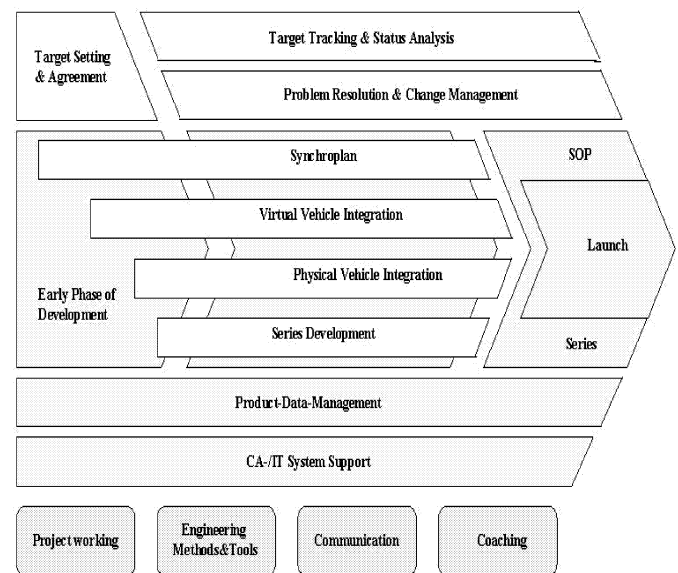 Target Setting
& Agreement
Target Tracking & Status Analysis
Problem Resolution & Change Management
Synchroplan
SOP
Virtual Vehicle Integration
Launch
Physical Vehicle Integration
Early Phase of
Development
Series Development
Series
Product-Data-Management
CA-/IT System Support
Project working
Engineering
Methods&Tools
Communication
Coaching